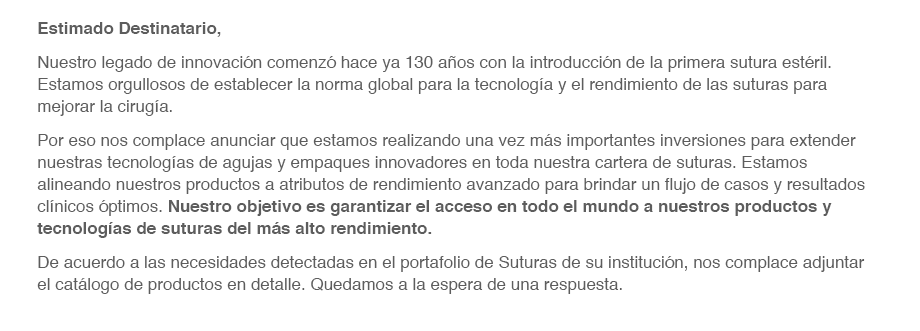 Estimado Destinatario,
Nuestro legado de innovación comenzó hace ya 130 años con la introducción de la primera sutura estéril.
Estamos orgullosos de establecer la norma global para la tecnología y el rendimiento de las suturas para
mejorar la cirugía.
Por eso nos complace anunciar que estamos realizando una vez más importantes inversiones para extender
nuestras tecnologías de agujas y empaques innovadores en toda nuestra cartera de suturas. Estamos
alineando nuestros productos a atributos de rendimiento avanzado para brindar un flujo de casos y resultados
clínicos óptimos. Nuestro objetivo es garantizar el acceso en todo el mundo a nuestros productos y
tecnologías de suturas del más alto rendimiento.
De acuerdo a las necesidades detectadas en el portafolio de Suturas de su institución, nos complace adjuntar
el catálogo de productos en detalle. Quedamos a la espera de una respuesta.